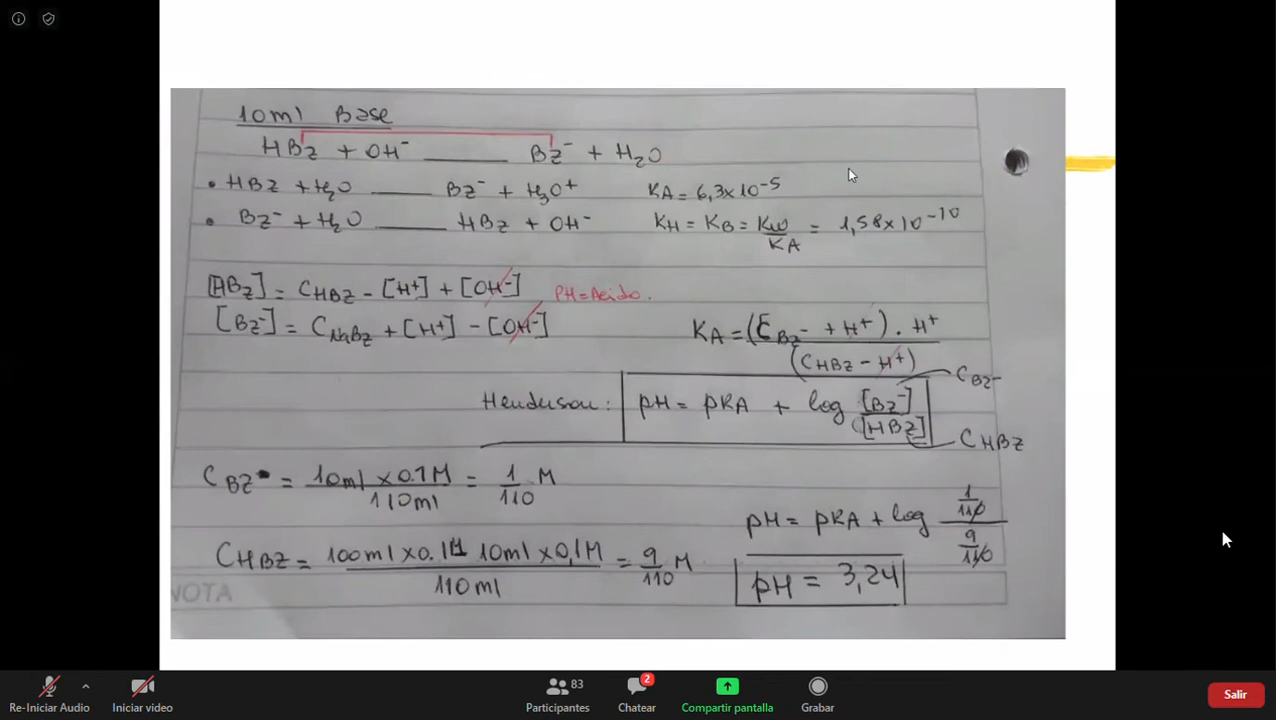 10ml Base
HBz + OH⁻ ——— Bz⁻ + H₂O
• HBz + H₂O ——— Bz⁻ + H₃O⁺ KA = 6,3x10⁻⁵
• Bz⁻ + H₂O ——— HBz + OH⁻ KH = KB = Kw/KA = 1,58x10⁻¹⁰
[HBz] = CHBz - [H⁺] + [OH⁻] PH = Acido.
[Bz⁻] = CNaBz + [H⁺] - [OH⁻]
KA = (CBz⁻ + H⁺) . H⁺ / (CHBz - H⁺)
Henderson: pH = pKA + log [Bz⁻]/[HBz]
CBz⁻
CHBz
CBz⁻ = 10ml x 0.1M / 110ml = 1/110 M
CHBz = 100ml x 0.1M - 10ml x 0,1M / 110ml = 9/110 M
pH = pKA + log 1/110 / 9/110
pH = 3,24
NOTA
83
2
Re-Iniciar Audio
Iniciar video
Participantes
Chatear
Compartir pantalla
Grabar
Salir